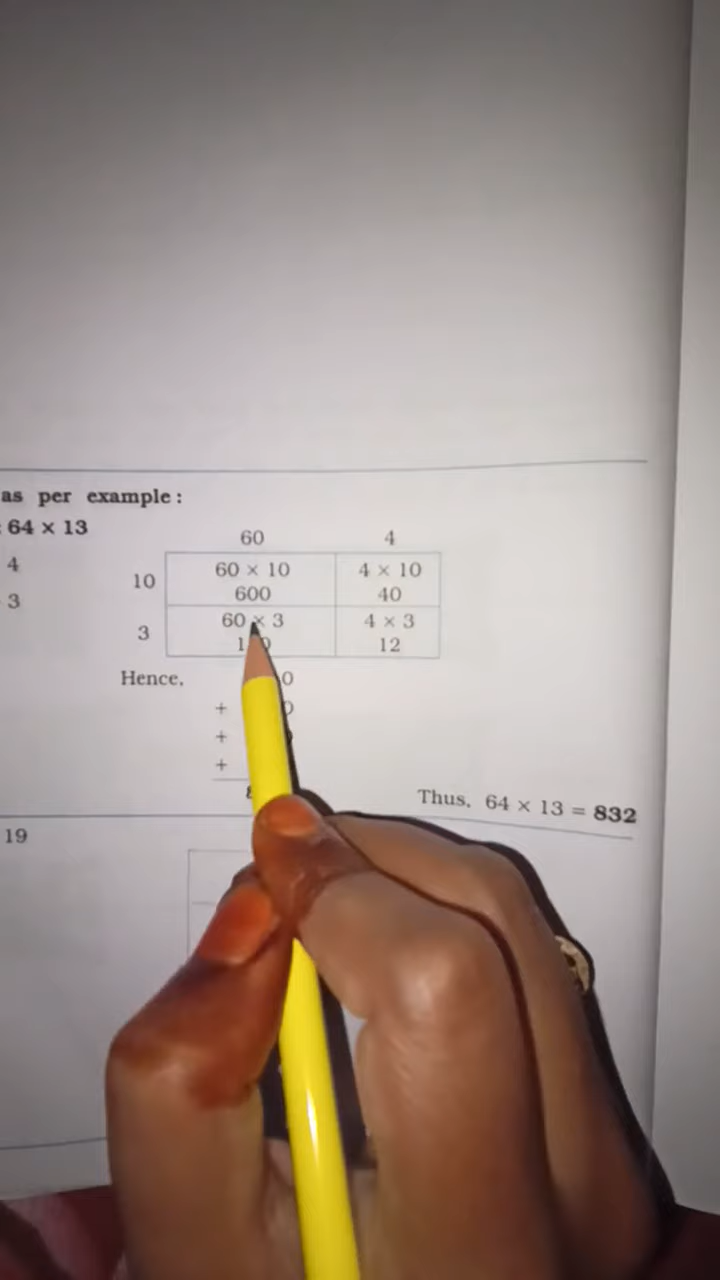 as per example :
: 64 × 13
60 4
4
10 60 × 10 4 × 10
600 40
3
3 60 × 3 4 × 3
12
Hence,
+
+
+
Thus, 64 × 13 = 832
19